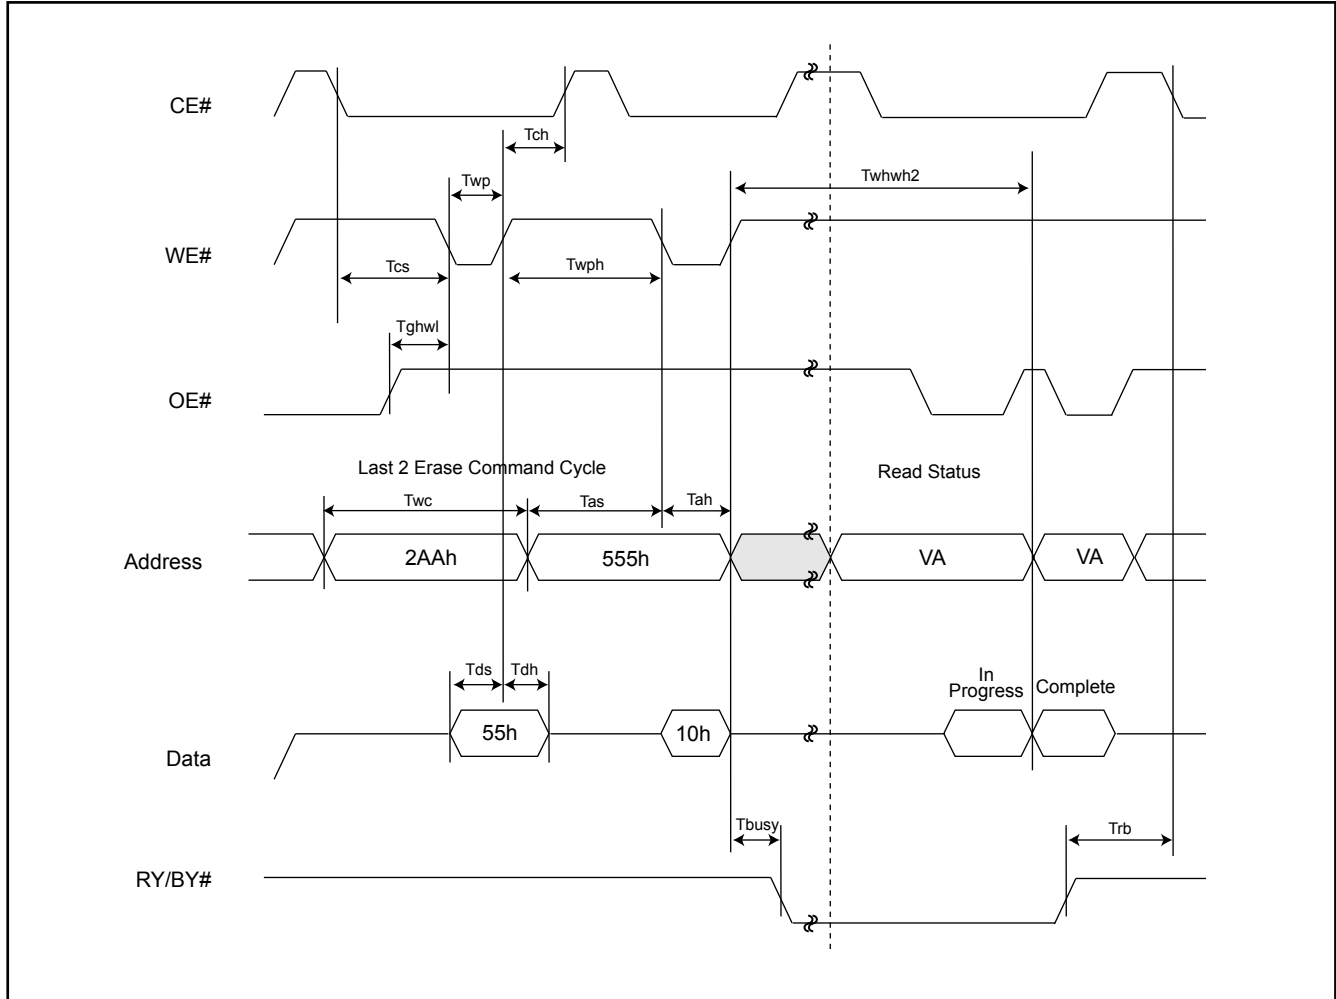 CE#
Tch
Twp
Twhwh2
WE#
Tcs
Twph
Tghwl
OE#
Last 2 Erase Command Cycle
Read Status
Twc
Tas
Tah
Address
2AAh
555h
VA
VA
Tds
Tdh
In
Progress
Complete
55h
10h
Data
Tbusy
Trb
RY/BY#